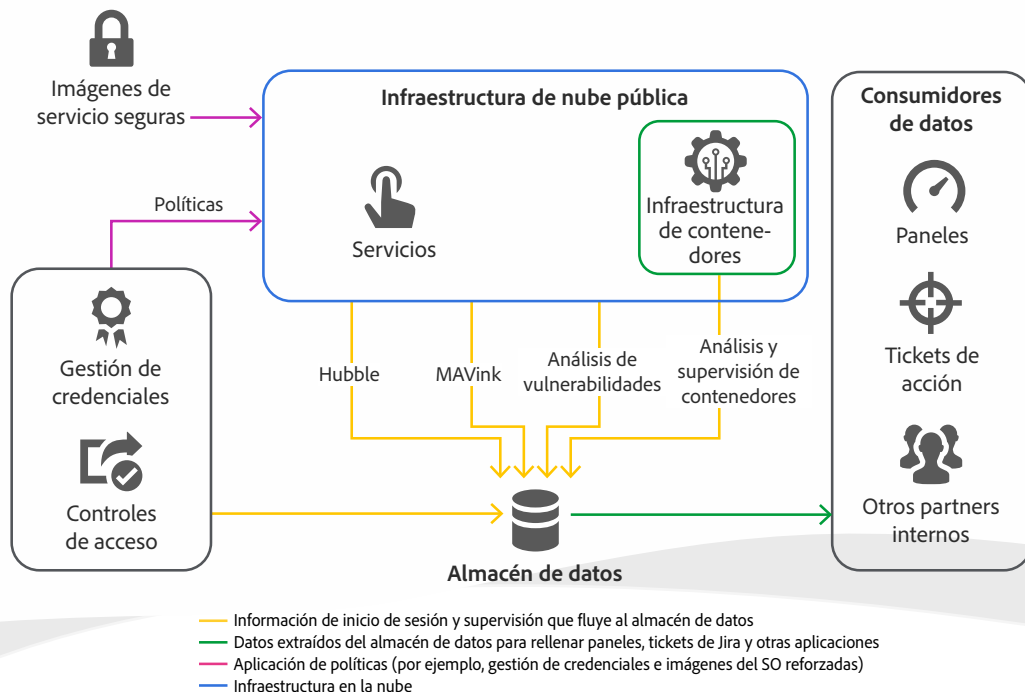 Imágenes de
servicio seguras
Infraestructura de nube pública
Consumidores
de datos
Políticas
Servicios
Infraestructura
de contene-
dores
Paneles
Gestión de
credenciales
Hubble
MAVink
Análisis de
vulnerabilidades
Análisis y
supervisión de
contenedores
Tickets de
acción
Controles
de acceso
Otros partners
internos
Almacén de datos
Información de inicio de sesión y supervisión que fluye al almacén de datos
Datos extraídos del almacén de datos para rellenar paneles, tickets de Jira y otras aplicaciones
Aplicación de políticas (por ejemplo, gestión de credenciales e imágenes del SO reforzadas)
Infraestructura en la nube